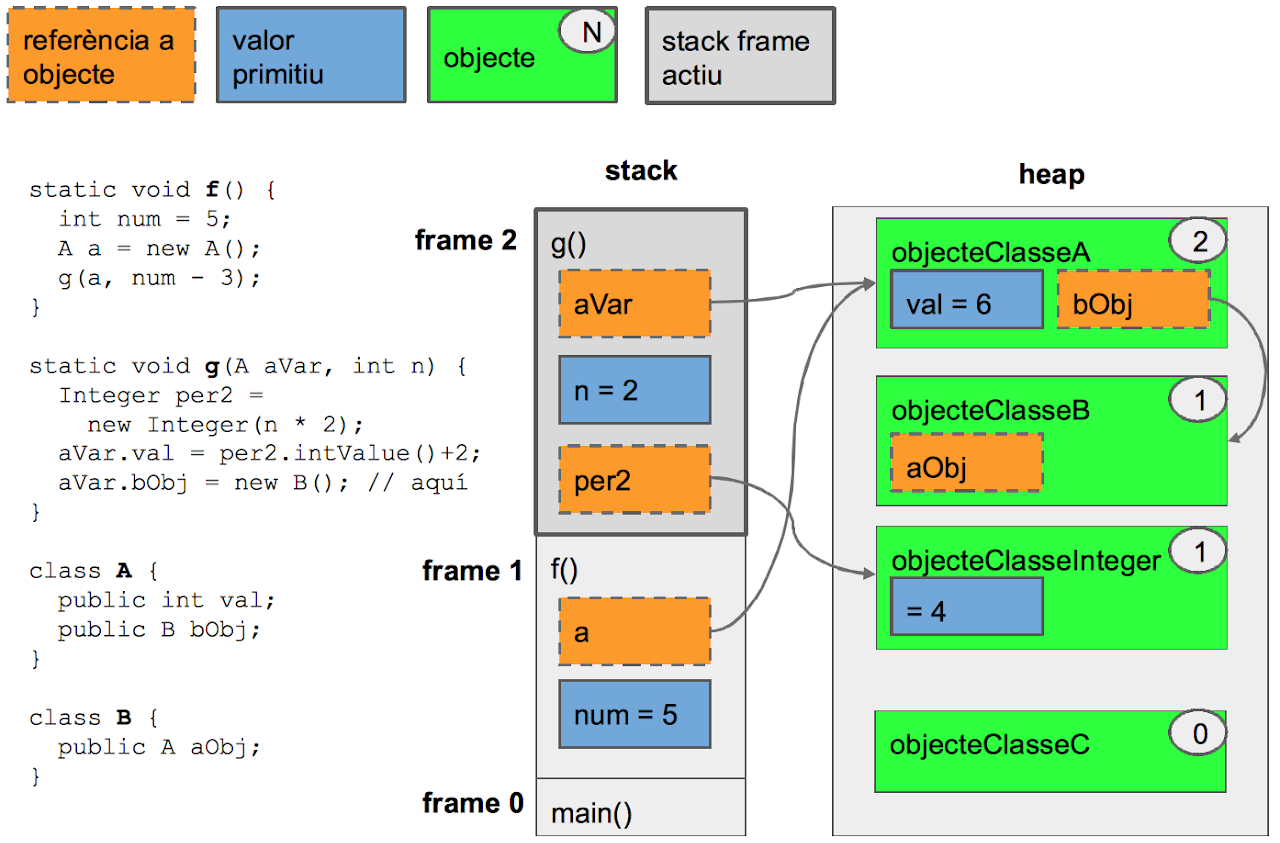 referència a
objecte
valor
primitiu
objecte
N
stack frame
actiu
static void f() {
  int num = 5;
  A a = new A();
  g(a, num - 3);
}
static void g(A aVar, int n) {
  Integer per2 =
    new Integer(n * 2);
  aVar.val = per2.intValue()+2;
  aVar.bObj = new B(); // aquí
}
class A {
  public int val;
  public B bObj;
}
class B {
  public A aObj;
}
stack
frame 2
g()
aVar
n = 2
per2
frame 1
f()
a
num = 5
frame 0
main()
heap
objecteClasseA
2
val = 6
bObj
objecteClasseB
1
aObj
objecteClasseInteger
1
= 4
objecteClasseC
0